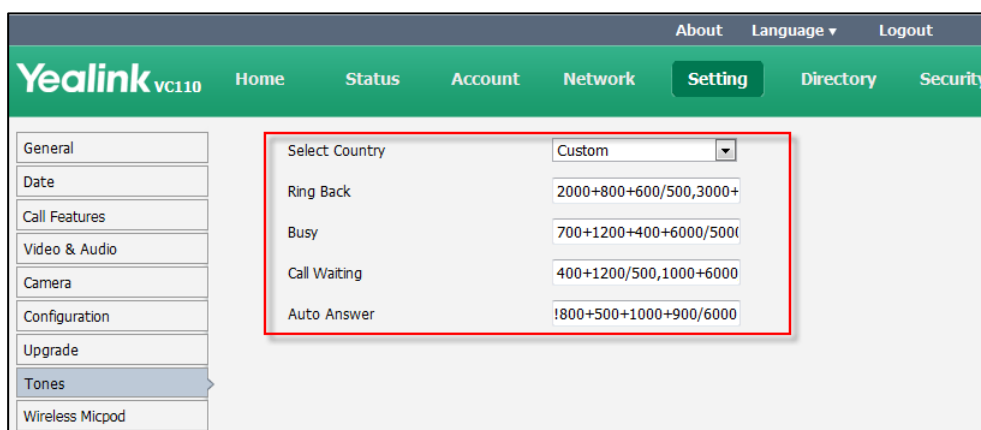 About Language ▾ Logout
Yealink VC110 Home Status Account Network Setting Directory Security
General
Date
Call Features
Video & Audio
Camera
Configuration
Upgrade
Tones
Wireless Micpod
Select Country Custom
Ring Back 2000+800+600/500,3000+
Busy 700+1200+400+6000/5000
Call Waiting 400+1200/500,1000+6000
Auto Answer !800+500+1000+900/6000